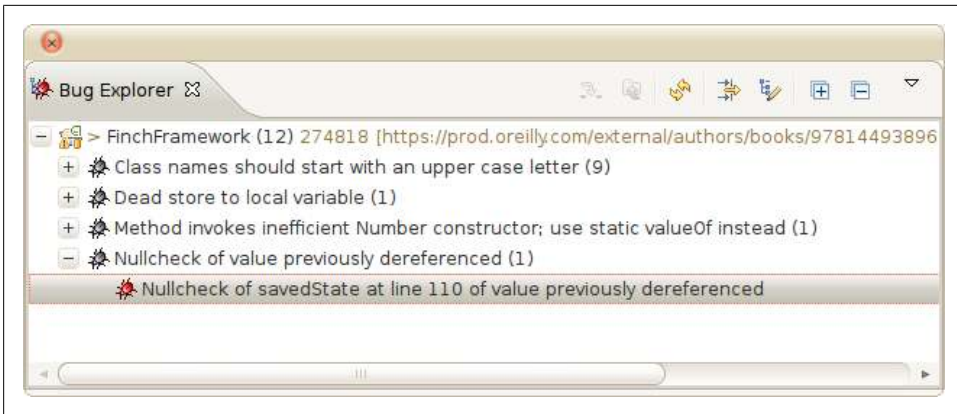 Bug Explorer
> FinchFramework (12) 274818 [https://prod.oreilly.com/external/authors/books/97814493896
Class names should start with an upper case letter (9)
Dead store to local variable (1)
Method invokes inefficient Number constructor; use static valueOf instead (1)
Nullcheck of value previously dereferenced (1)
Nullcheck of savedState at line 110 of value previously dereferenced